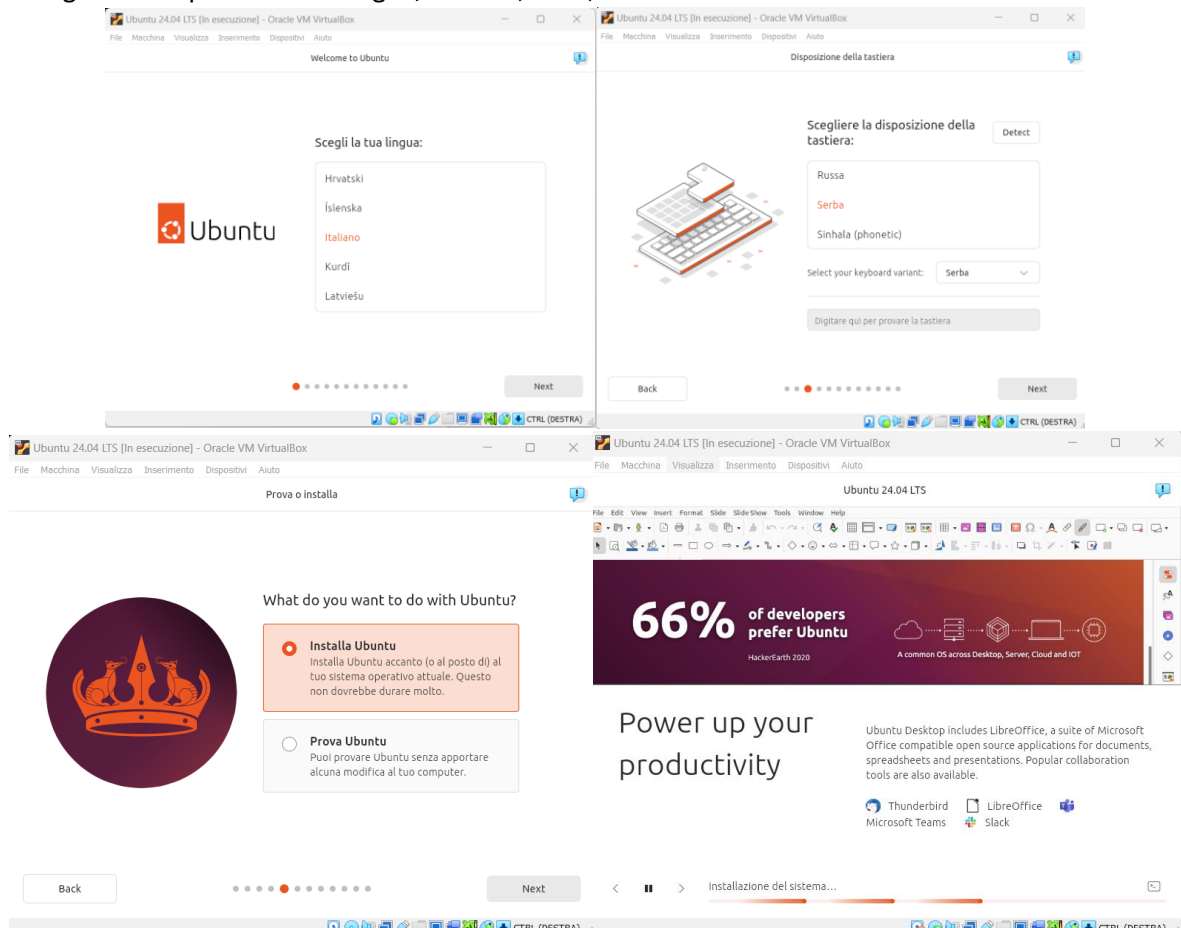 Ubuntu 24.04 LTS [In esecuzione] - Oracle VM VirtualBox
File Macchina Visualizza Inserimento Dispositivi Aiuto
Welcome to Ubuntu
Scegli la tua lingua:
Hrvatski
Íslenska
Italiano
Kurdî
Latviešu
Ubuntu
Next
CTRL (DESTRA)
Ubuntu 24.04 LTS [In esecuzione] - Oracle VM VirtualBox
File Macchina Visualizza Inserimento Dispositivi Aiuto
Disposizione della tastiera
Scegliere la disposizione della
tastiera:
Detect
Russa
Serba
Sinhala (phonetic)
Select your keyboard variant: Serba
Digitare qui per provare la tastiera
Back
Next
CTRL (DESTRA)
Ubuntu 24.04 LTS [In esecuzione] - Oracle VM VirtualBox
File Macchina Visualizza Inserimento Dispositivi Aiuto
Prova o installa
What do you want to do with Ubuntu?
Installa Ubuntu
Installa Ubuntu accanto (o al posto di) al
tuo sistema operativo attuale. Questo
non dovrebbe durare molto.
Prova Ubuntu
Puoi provare Ubuntu senza apportare
alcuna modifica al tuo computer.
Back
Next
CTRL (DESTRA)
Ubuntu 24.04 LTS [In esecuzione] - Oracle VM VirtualBox
File Macchina Visualizza Inserimento Dispositivi Aiuto
Ubuntu 24.04 LTS
File Edit View Insert Format Slide Slide Show Tools Window Help
66% of developers
prefer Ubuntu
HackerEarth 2020
A common OS across Desktop, Server, Cloud and IOT
Power up your
productivity
Ubuntu Desktop includes LibreOffice, a suite of Microsoft
Office compatible open source applications for documents,
spreadsheets and presentations. Popular collaboration
tools are also available.
Thunderbird LibreOffice
Microsoft Teams Slack
Installazione del sistema...
CTRL (DESTRA)